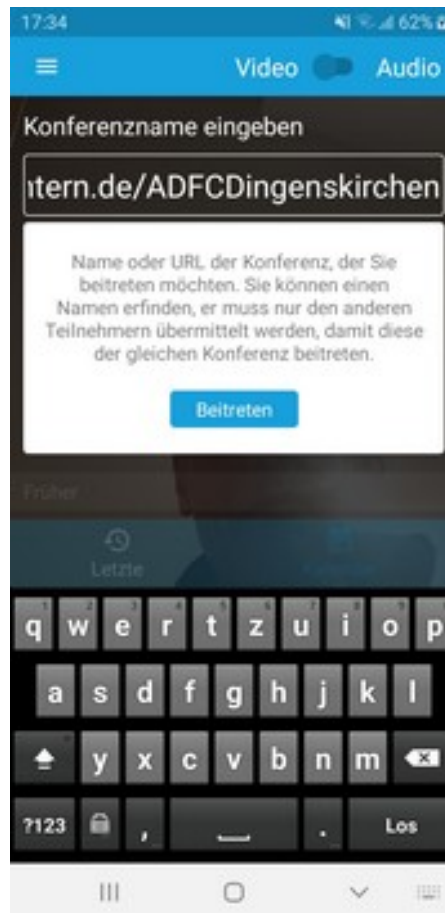 17:34 62%
Video Audio
Konferenzname eingeben
ntern.de/ADFCDingenskirchen
Name oder URL der Konferenz, der Sie
beitreten möchten. Sie können einen
Namen erfinden, er muss nur den anderen
Teilnehmern übermittelt werden, damit diese
der gleichen Konferenz beitreten.
Beitreten
Früher
Letzte
q w e r t z u i o p
a s d f g h j k l
y x c v b n m
?123 , . Los